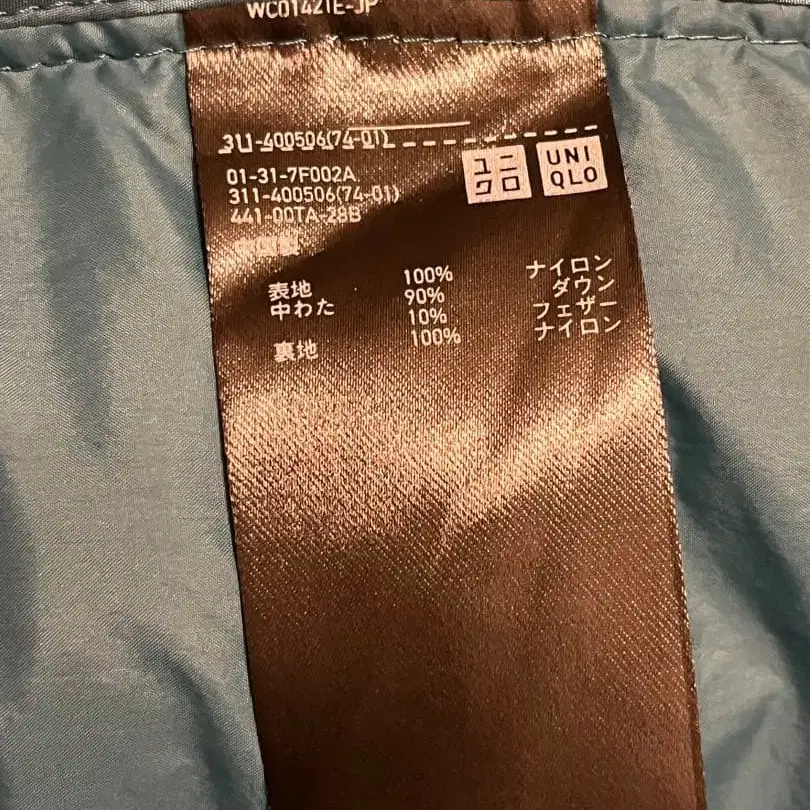 WC01421E-JP
311-400506(74-01)
01-31-7F002A
311-400506(74-01)
441-00TA-28B
ユニクロ
UNIQLO
表地 100% ナイロン
中わた 90% ダウン
10% フェザー
裏地 100% ナイロン